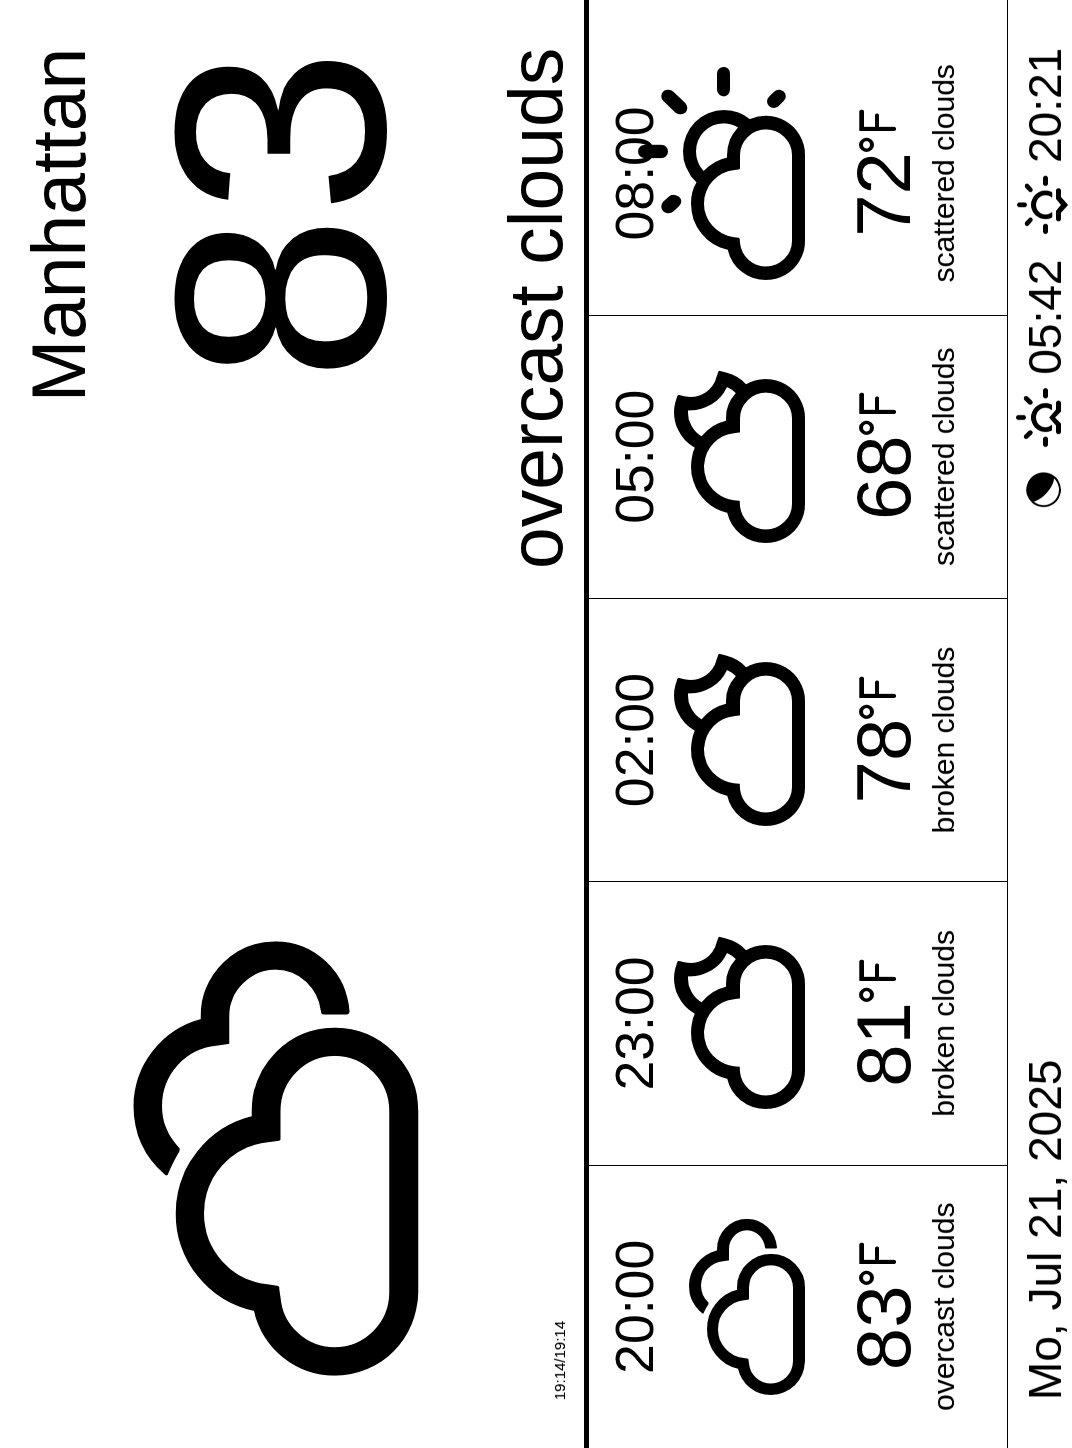 Manhattan
83
overcast clouds
19:14/19:14
20:00
83°F
overcast clouds
23:00
81°F
broken clouds
02:00
78°F
broken clouds
05:00
68°F
scattered clouds
08:00
72°F
scattered clouds
Mo, Jul 21, 2025
05:42
20:21